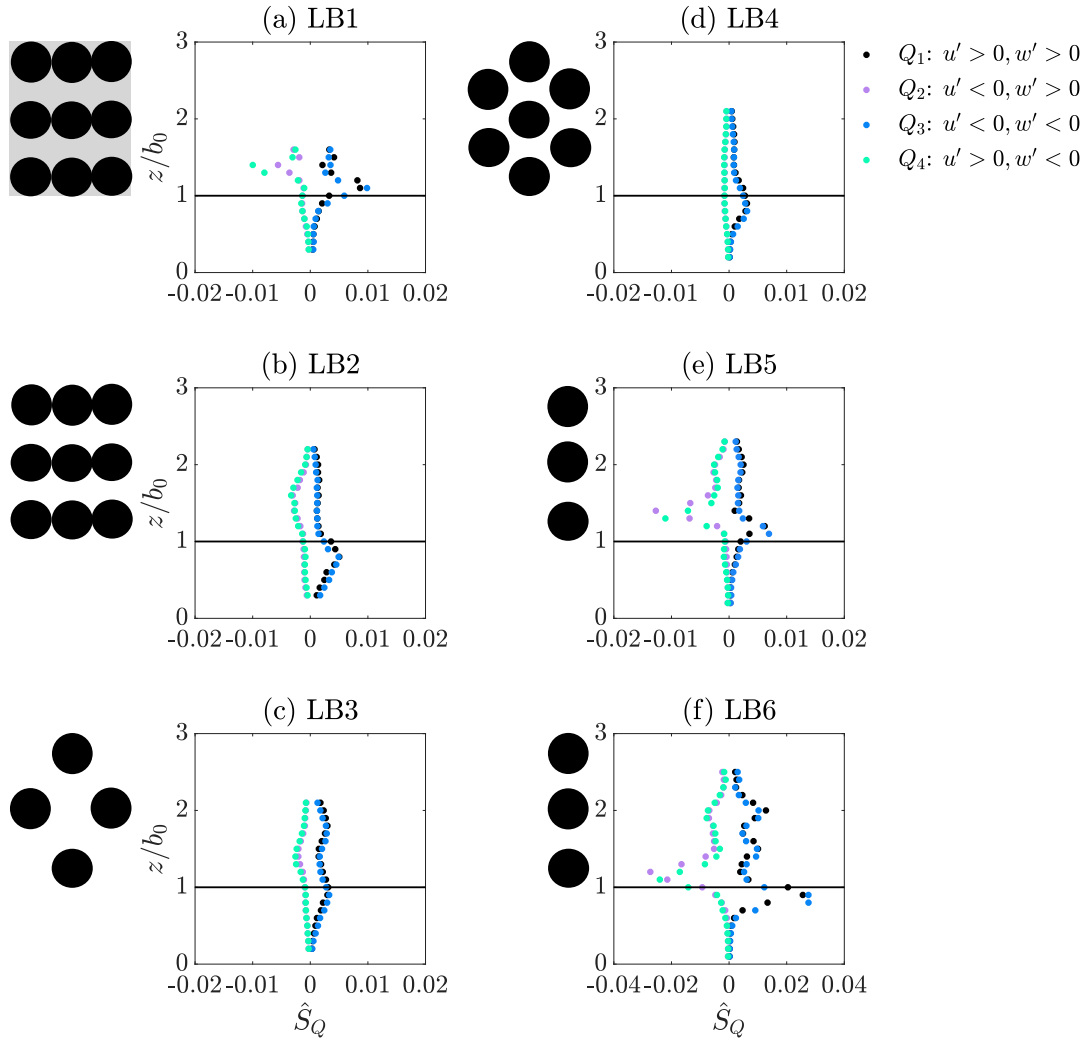 (a) LB1
3
2
1
0
z/b₀
-0.02 -0.01 0 0.01 0.02
(d) LB4
3
2
1
0
-0.02 -0.01 0 0.01 0.02
Q₁: u′ > 0, w′ > 0
Q₂: u′ < 0, w′ > 0
Q₃: u′ < 0, w′ < 0
Q₄: u′ > 0, w′ < 0
(b) LB2
3
2
1
0
z/b₀
-0.02 -0.01 0 0.01 0.02
(e) LB5
3
2
1
0
-0.02 -0.01 0 0.01 0.02
(c) LB3
3
2
1
0
z/b₀
-0.02 -0.01 0 0.01 0.02
Ŝ_Q
(f) LB6
3
2
1
0
-0.04 -0.02 0 0.02 0.04
Ŝ_Q